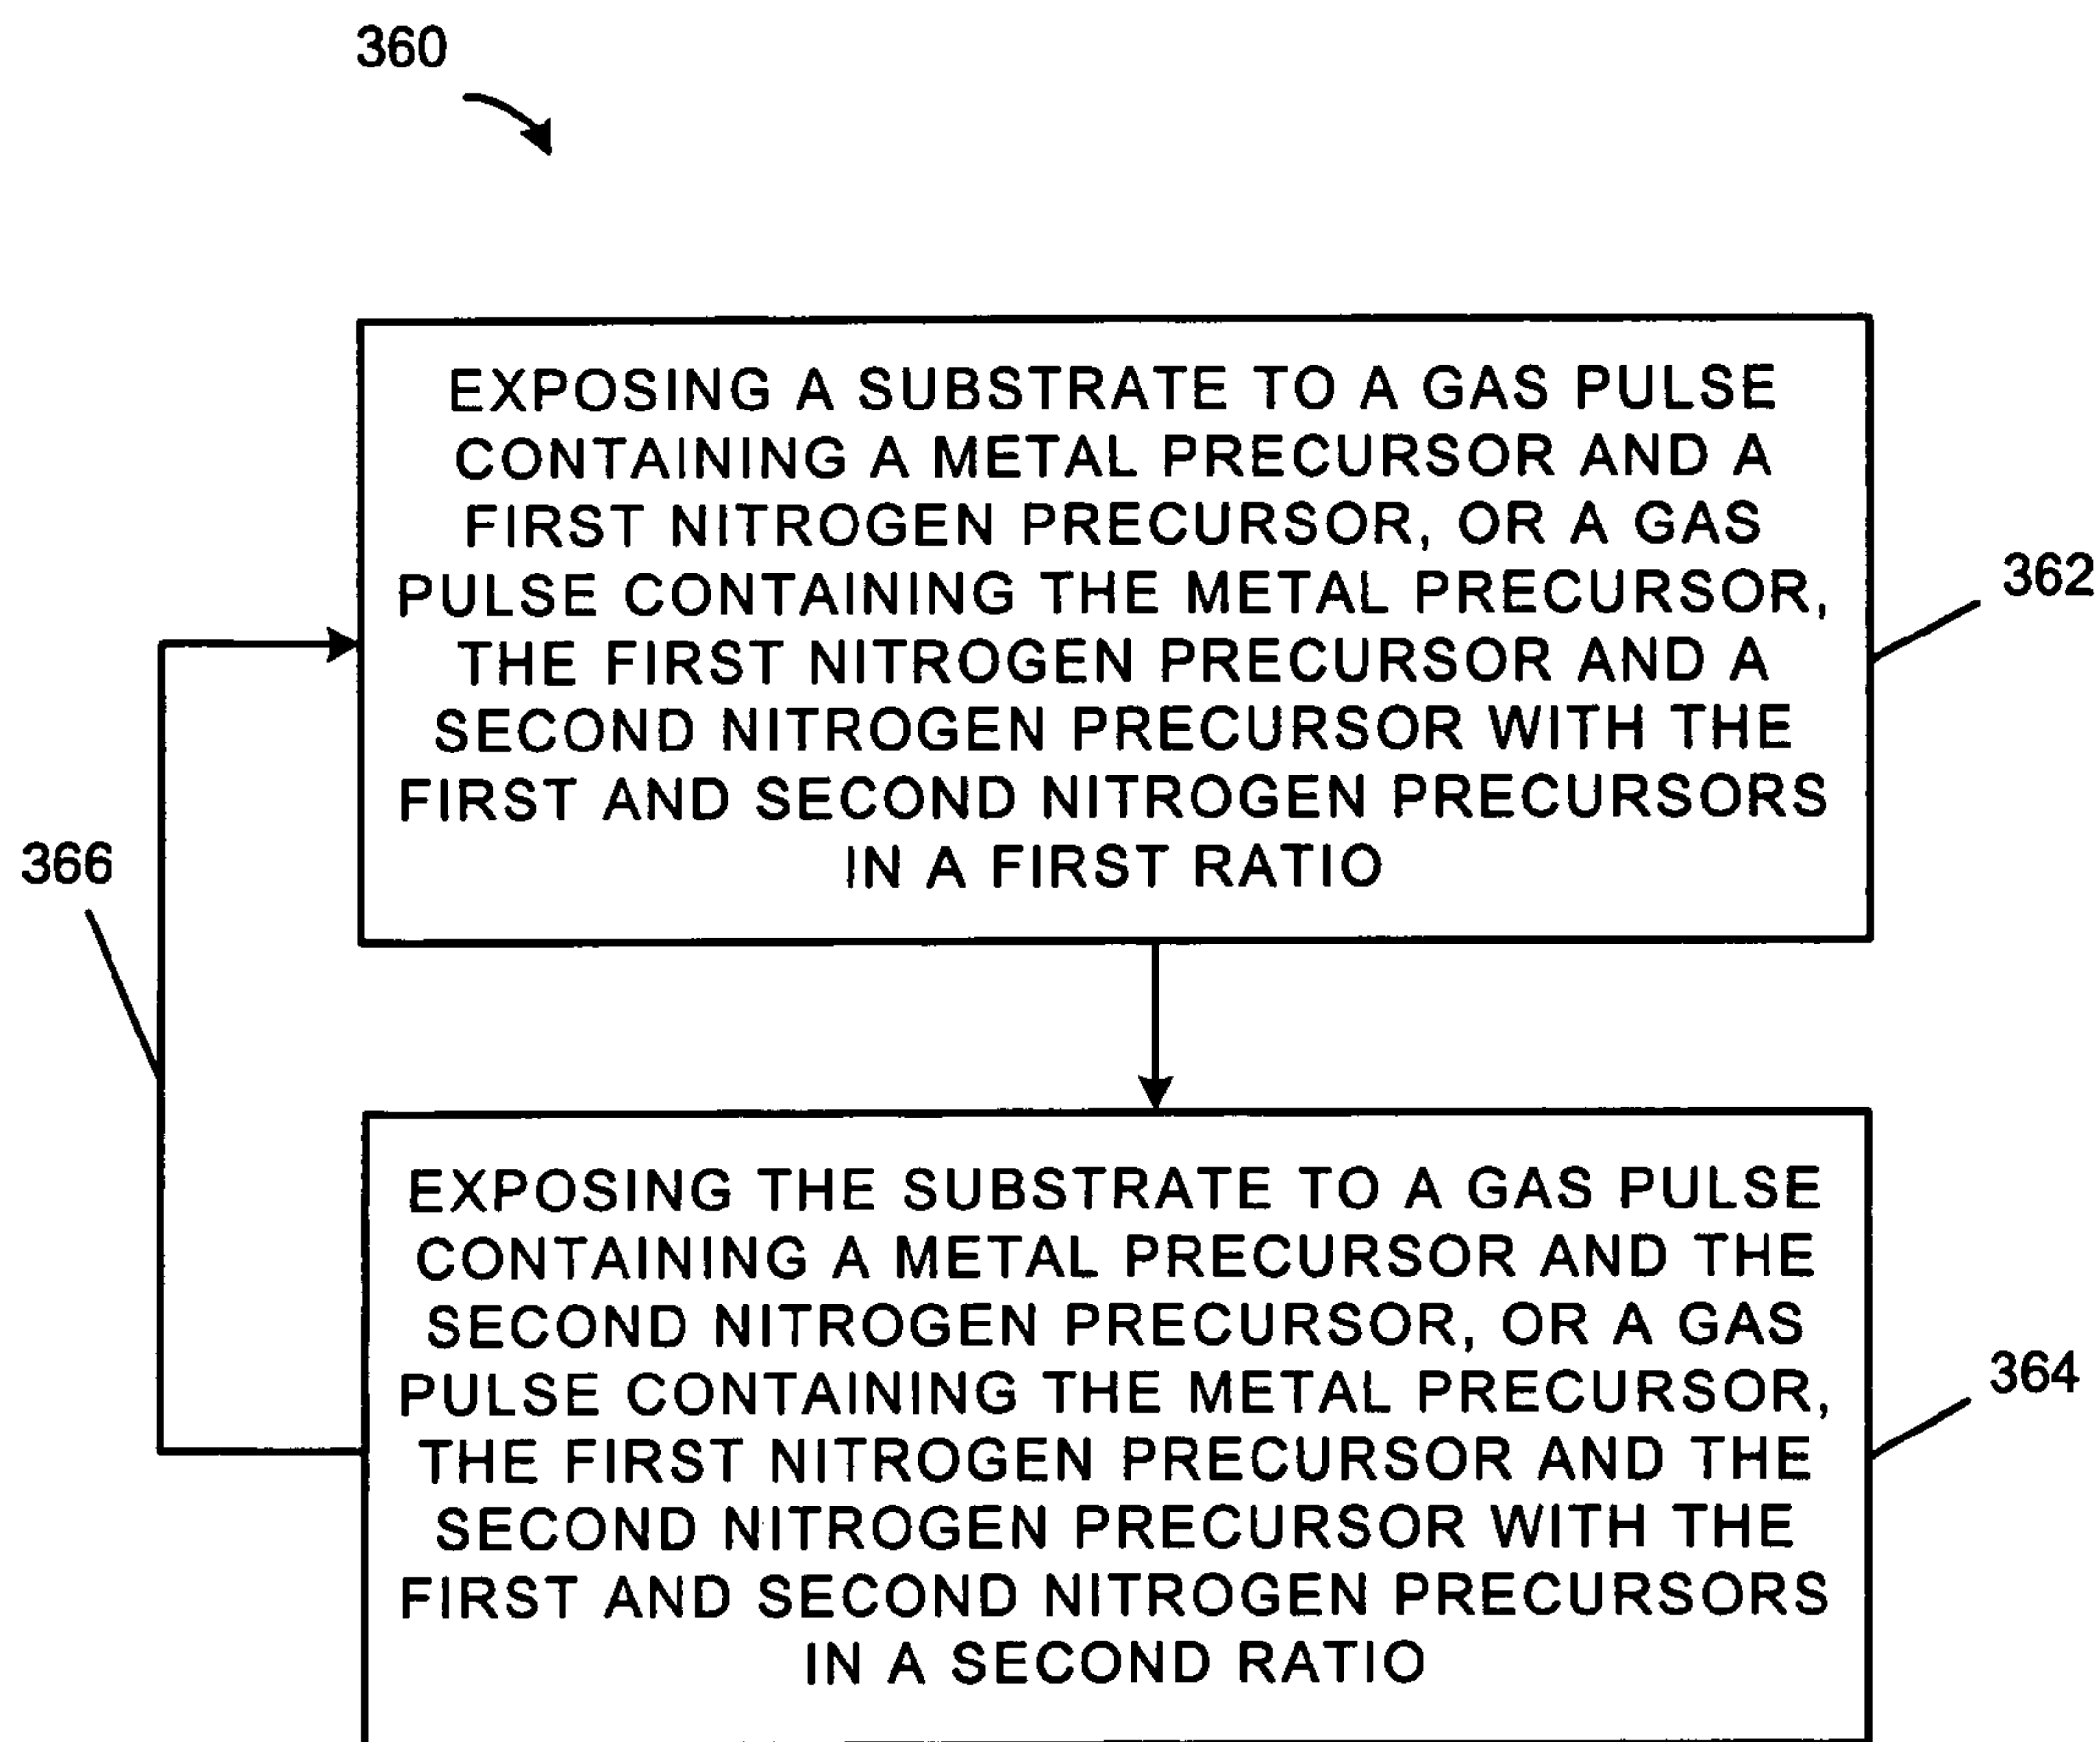 360
EXPOSING A SUBSTRATE TO A GAS PULSE
CONTAINING A METAL PRECURSOR AND A
FIRST NITROGEN PRECURSOR, OR A GAS
PULSE CONTAINING THE METAL PRECURSOR,
THE FIRST NITROGEN PRECURSOR AND A
SECOND NITROGEN PRECURSOR WITH THE
FIRST AND SECOND NITROGEN PRECURSORS
IN A FIRST RATIO
362
366
EXPOSING THE SUBSTRATE TO A GAS PULSE
CONTAINING A METAL PRECURSOR AND THE
SECOND NITROGEN PRECURSOR, OR A GAS
PULSE CONTAINING THE METAL PRECURSOR,
THE FIRST NITROGEN PRECURSOR AND THE
SECOND NITROGEN PRECURSOR WITH THE
FIRST AND SECOND NITROGEN PRECURSORS
IN A SECOND RATIO
364